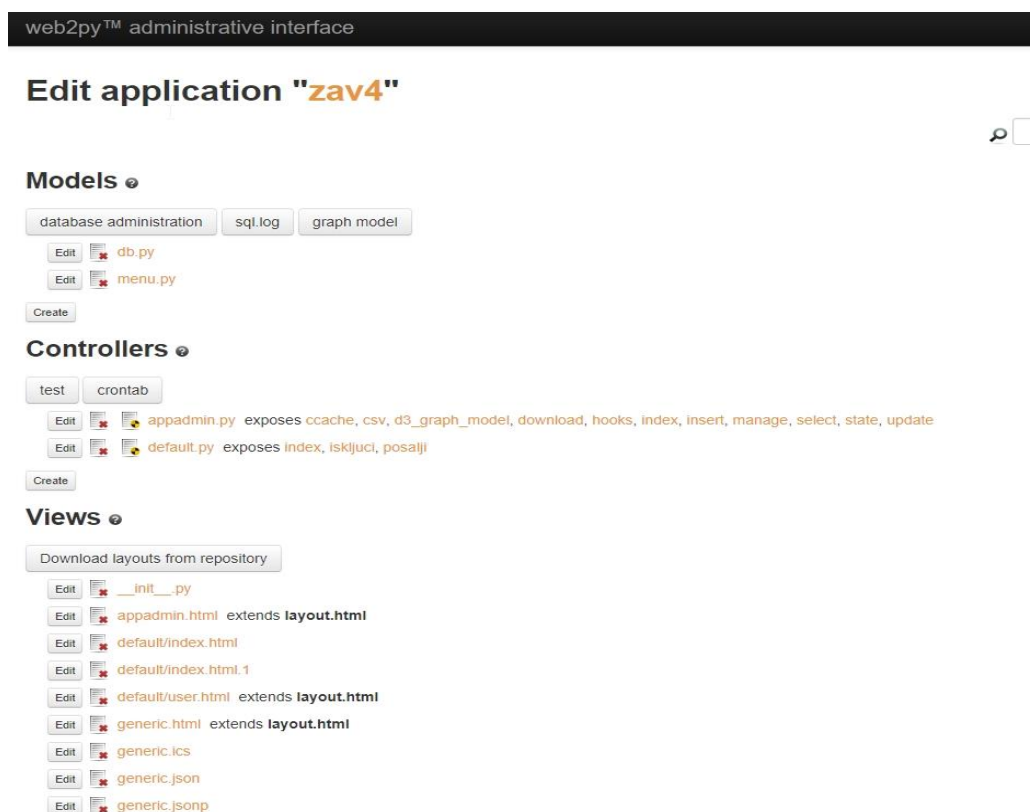 web2py™ administrative interface
Edit application "zav4"
Models
database administration sql.log graph model
Edit db.py
Edit menu.py
Create
Controllers
test crontab
Edit appadmin.py exposes ccache, csv, d3_graph_model, download, hooks, index, insert, manage, select, state, update
Edit default.py exposes index, iskljuci, posalji
Create
Views
Download layouts from repository
Edit __init__.py
Edit appadmin.html extends layout.html
Edit default/index.html
Edit default/index.html.1
Edit default/user.html extends layout.html
Edit generic.html extends layout.html
Edit generic.ics
Edit generic.json
Edit generic.jsonp